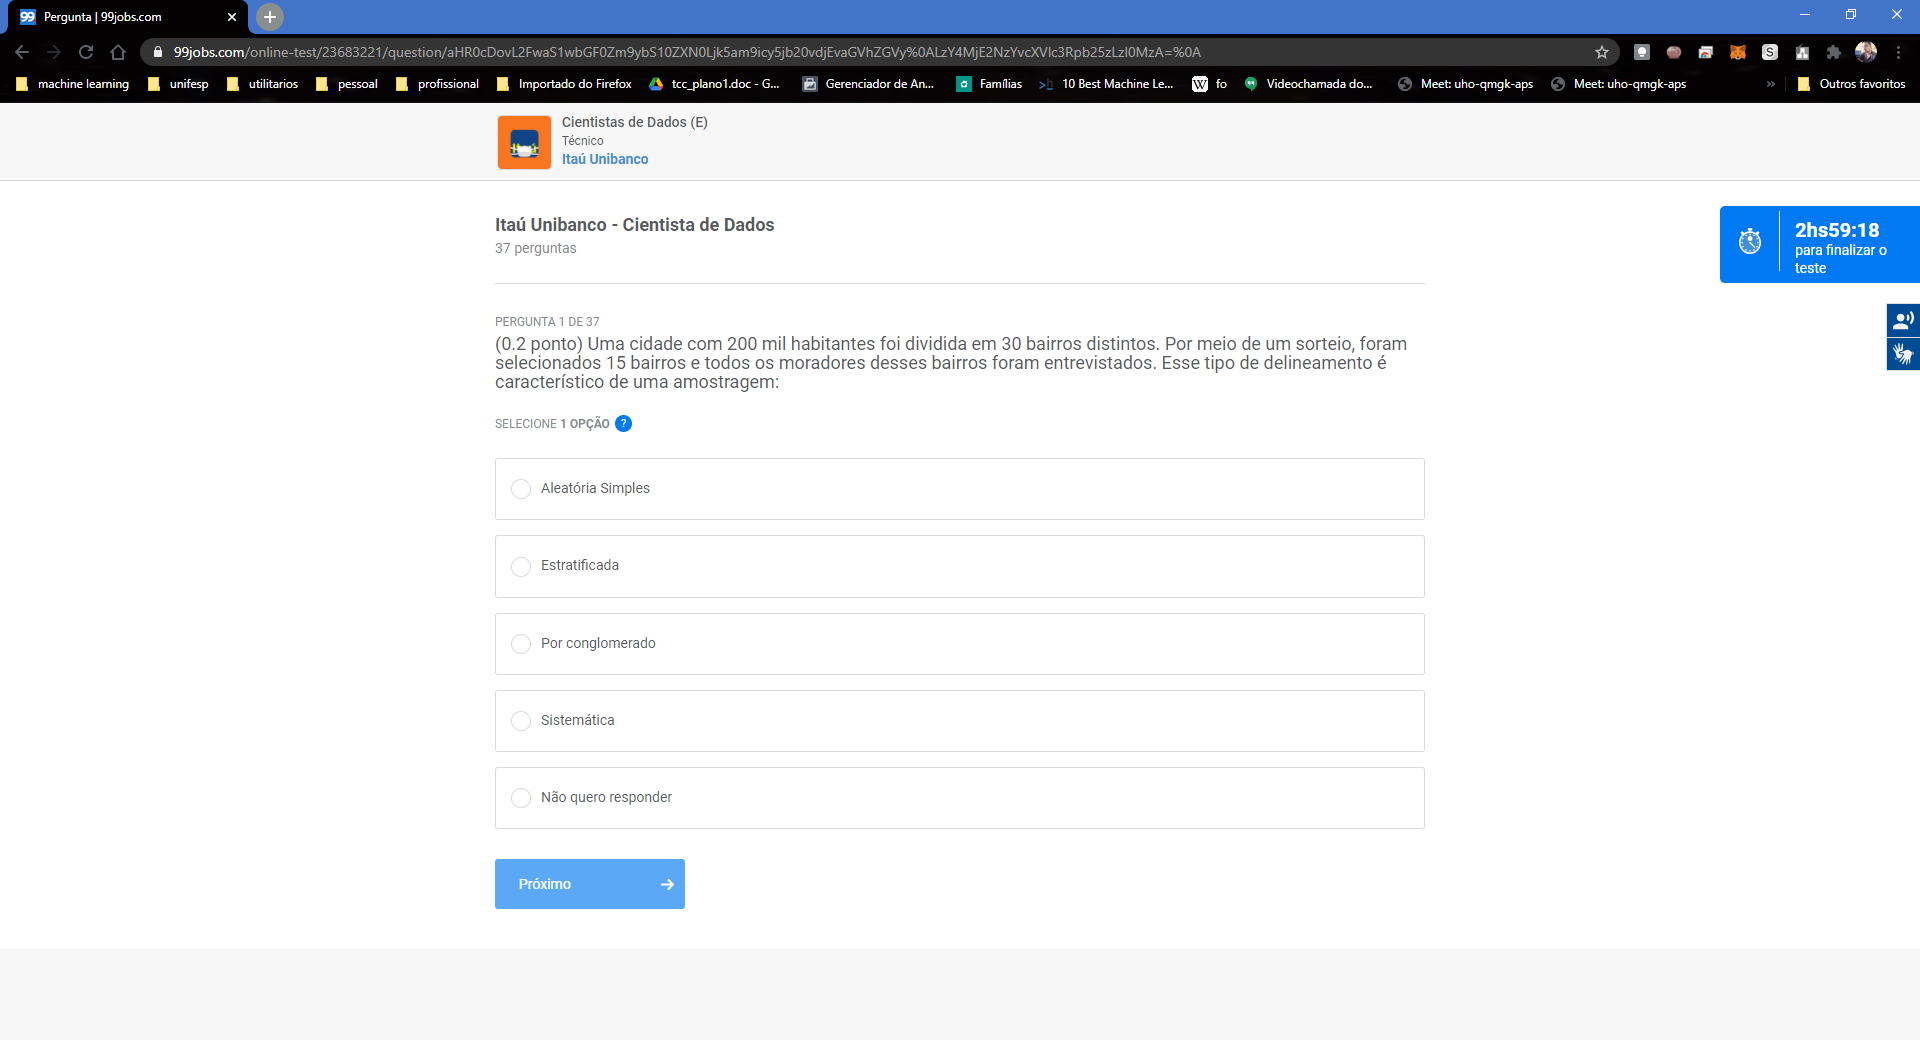 Pergunta | 99jobs.com
99jobs.com/online-test/23683221/question/aHR0cDovL2FwaS1wbGF0Zm9ybS10ZXN0Ljk5am9icy5jb20vdjEvaGVhZGVy%0ALzY4MjE2NzYvcXVlc3Rpb25zLzI0MzA=%0A
machine learning unifesp utilitarios pessoal profissional Importado do Firefox tcc_plano1.doc - G... Gerenciador de An... Famílias 10 Best Machine Le... fo Videochamada do... Meet: uho-qmgk-aps Meet: uho-qmgk-aps » Outros favoritos
Cientistas de Dados (E)
Técnico
Itaú Unibanco
Itaú Unibanco - Cientista de Dados
37 perguntas
2hs59:18
para finalizar o
teste
PERGUNTA 1 DE 37
(0.2 ponto) Uma cidade com 200 mil habitantes foi dividida em 30 bairros distintos. Por meio de um sorteio, foram
selecionados 15 bairros e todos os moradores desses bairros foram entrevistados. Esse tipo de delineamento é
característico de uma amostragem:
SELECIONE 1 OPÇÃO ?
Aleatória Simples
Estratificada
Por conglomerado
Sistemática
Não quero responder
Próximo